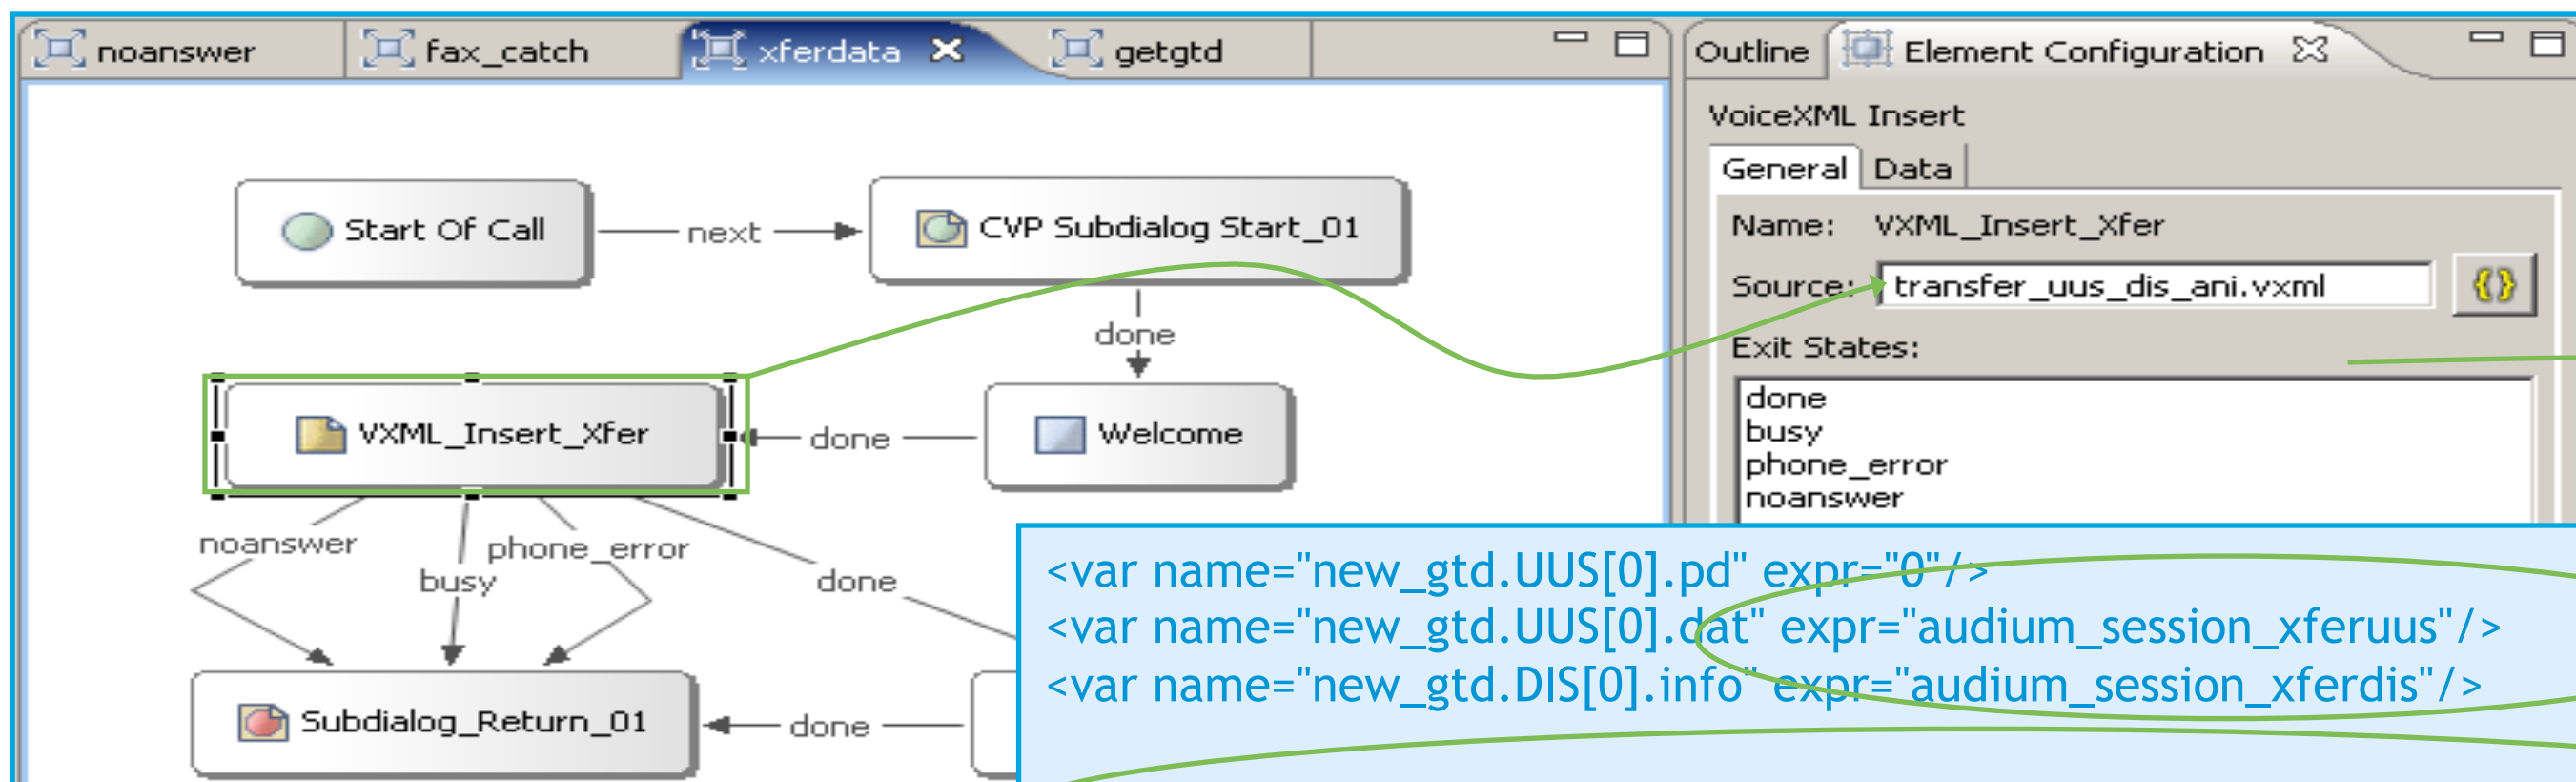 noanswer
fax_catch
xferdata
getgtd
Outline
Element Configuration
VoiceXML Insert
General
Data
Name: VXML_Insert_Xfer
Source: transfer_uus_dis_ani.vxml
{}
Exit States:
done
busy
phone_error
noanswer
Start Of Call
next
CVP Subdialog Start_01
done
VXML_Insert_Xfer
done
Welcome
noanswer
busy
phone_error
done
Subdialog_Return_01
done
<var name="new_gtd.UUS[0].pd" expr="0"/>
<var name="new_gtd.UUS[0].dat" expr="audium_session_xferuus"/>
<var name="new_gtd.DIS[0].info" expr="audium_session_xferdis"/>